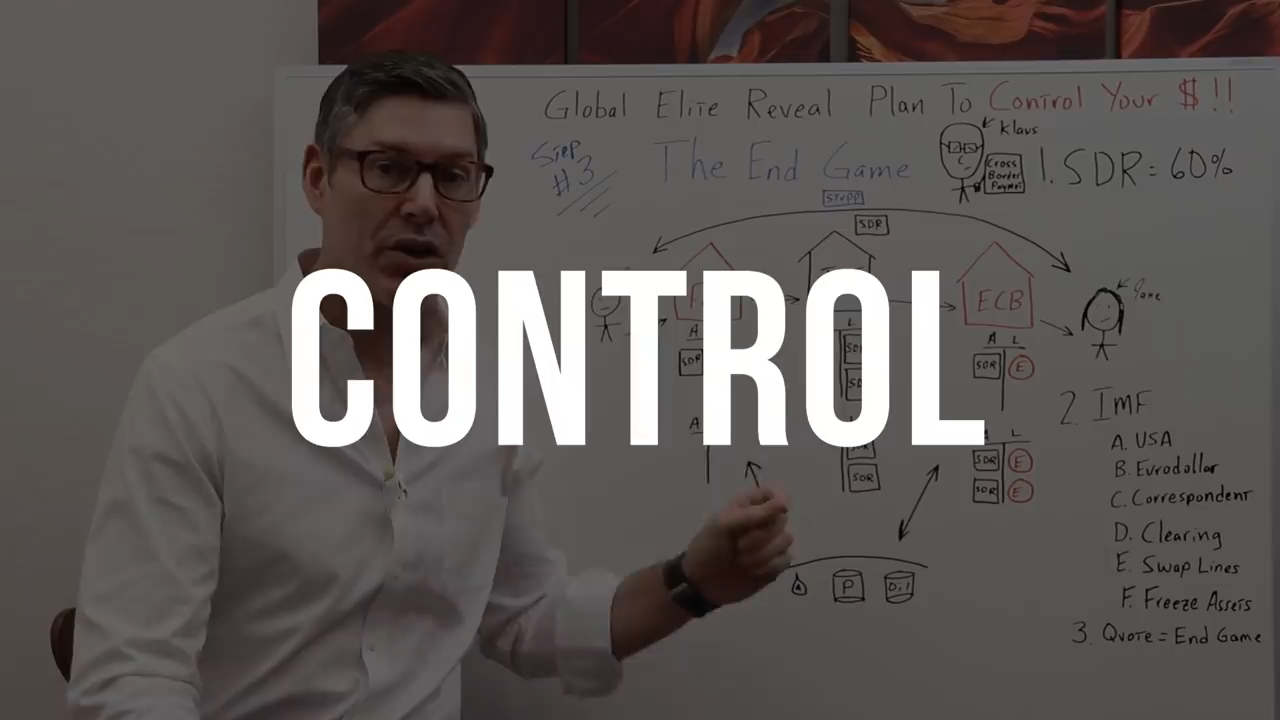 Global Elite Reveal Plan To Control Your $!!
Klaus
Step
#3
The End Game
Cross
Border
1. SDR = 60%
SDR
ECB
Jane
A L
L
A
SDR
SDR
E
2. IMF
CONTROL
A. USA
B. Eurodollar
C. Correspondent
D. Clearing
E. Swap Lines
F. Freeze Assets
3. Quote = End Game
A
A L
SDR
E
SDR
SDR
E
P
Oil